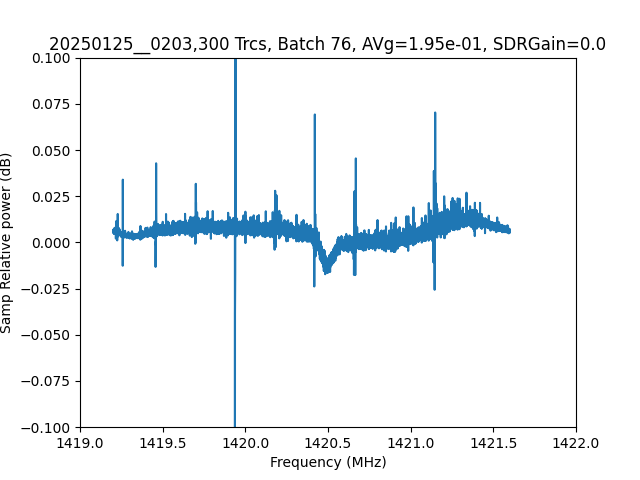 20250125__0203,300 Trcs, Batch 76, AVg=1.95e-01, SDRGain=0.0
0.100
0.075
0.050
0.025
0.000
−0.025
−0.050
−0.075
−0.100
Samp Relative power (dB)
1419.0 1419.5 1420.0 1420.5 1421.0 1421.5 1422.0
Frequency (MHz)